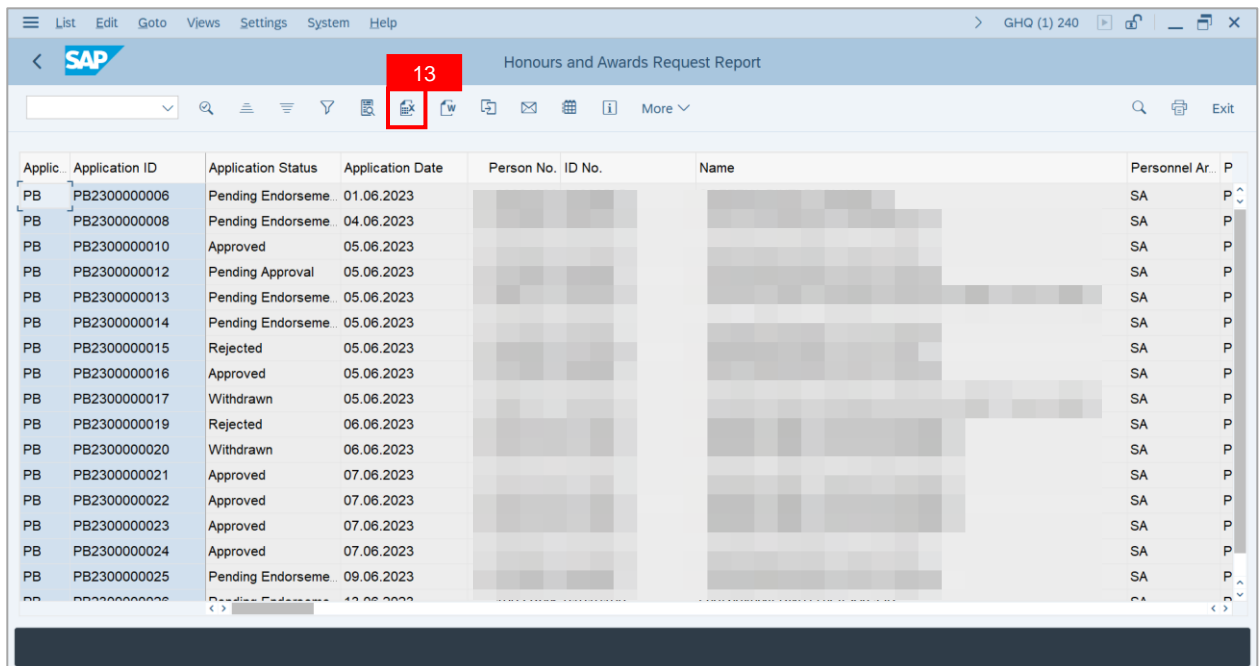 List Edit Goto Views Settings System Help GHQ (1) 240
SAP Honours and Awards Request Report
13
More Exit
Applic... Application ID Application Status Application Date Person No. ID No. Name Personnel Ar... P
PB PB2300000006 Pending Endorseme... 01.06.2023 SA P
PB PB2300000008 Pending Endorseme... 04.06.2023 SA P
PB PB2300000010 Approved 05.06.2023 SA P
PB PB2300000012 Pending Approval 05.06.2023 SA P
PB PB2300000013 Pending Endorseme... 05.06.2023 SA P
PB PB2300000014 Pending Endorseme... 05.06.2023 SA P
PB PB2300000015 Rejected 05.06.2023 SA P
PB PB2300000016 Approved 05.06.2023 SA P
PB PB2300000017 Withdrawn 05.06.2023 SA P
PB PB2300000019 Rejected 06.06.2023 SA P
PB PB2300000020 Withdrawn 06.06.2023 SA P
PB PB2300000021 Approved 07.06.2023 SA P
PB PB2300000022 Approved 07.06.2023 SA P
PB PB2300000023 Approved 07.06.2023 SA P
PB PB2300000024 Approved 07.06.2023 SA P
PB PB2300000025 Pending Endorseme... 09.06.2023 SA P